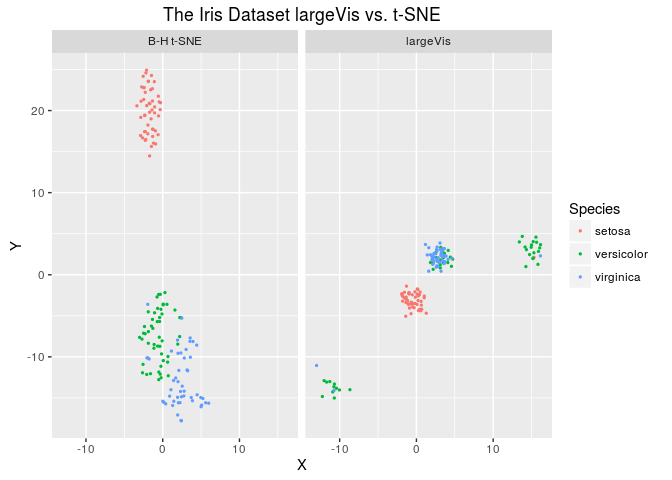 The Iris Dataset largeVis vs. t-SNE
B-H t-SNE
largeVis
20
10
0
-10
Y
-10
0
10
-10
0
10
X
Species
setosa
versicolor
virginica